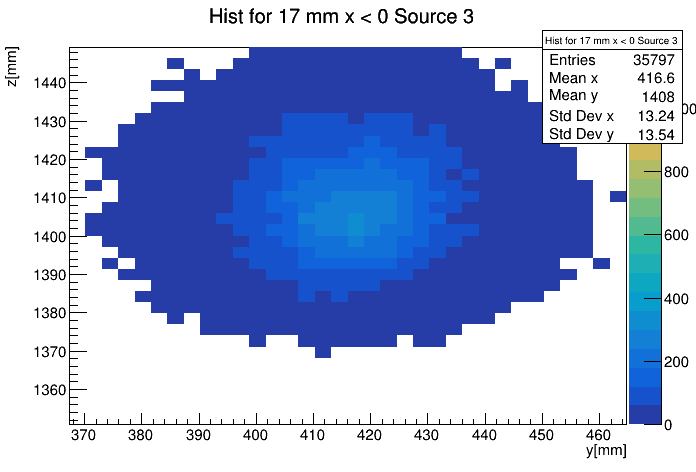 Hist for 17 mm x < 0 Source 3
Hist for 17 mm x < 0 Source 3
Entries 35797
Mean x 416.6
Mean y 1408
Std Dev x 13.24
Std Dev y 13.54
z[mm]
1440
1430
1420
1410
1400
1390
1380
1370
1360
800
600
400
200
0
370 380 390 400 410 420 430 440 450 460
y[mm]